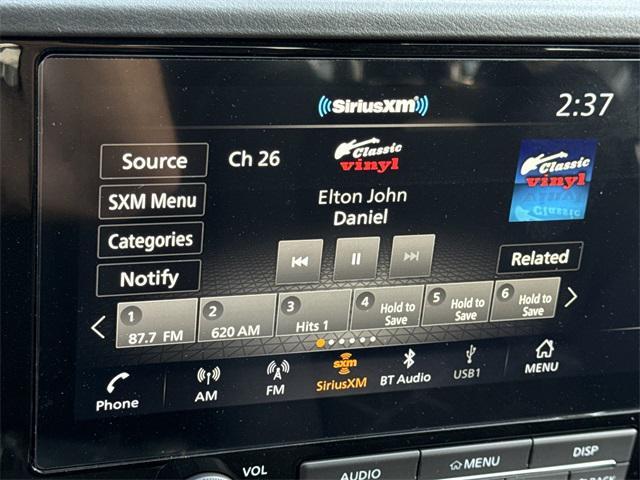 SiriusXM
2:37
Source
Ch 26
Classic
vinyl
Classic
vinyl
SXM Menu
Elton John
Daniel
Categories
Notify
Related
1
87.7 FM
2
620 AM
3
Hits 1
4
Hold to
Save
5
Hold to
Save
6
Hold to
Save
Phone
AM
FM
sxm
SiriusXM
BT Audio
USB1
MENU
VOL
AUDIO
MENU
DISP
BACK